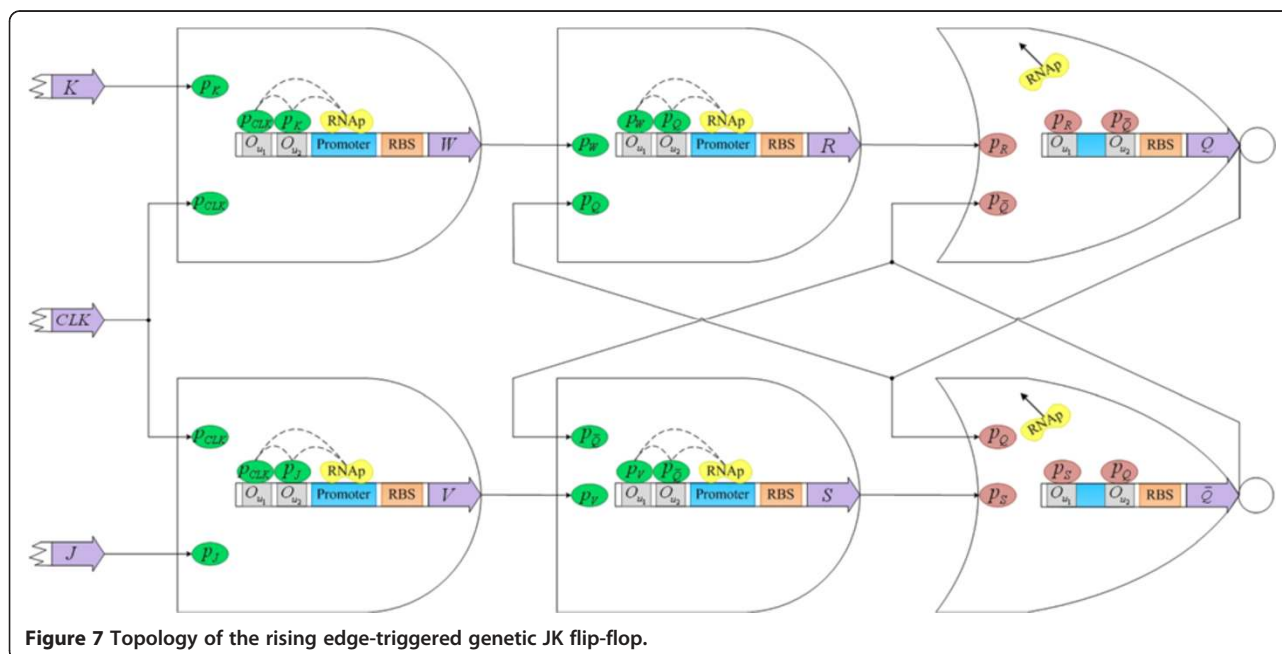 K
p_K
p_CLK p_K RNAp
O_u1 O_u2 Promoter RBS W
p_CLK
p_W
p_W p_Q RNAp
O_u1 O_u2 Promoter RBS R
p_Q
RNAp
p_R
p_R p_Q̄
O_u1 O_u2 RBS Q
p_Q̄
CLK
p_CLK
p_CLK p_J RNAp
O_u1 O_u2 Promoter RBS V
p_J
J
p_Q̄
p_V p_Q̄ RNAp
O_u1 O_u2 Promoter RBS S
p_V
RNAp
p_Q
p_S p_Q
O_u1 O_u2 RBS Q̄
p_S
Figure 7 Topology of the rising edge-triggered genetic JK flip-flop.